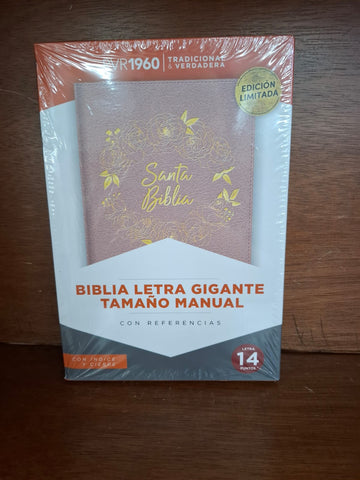 RVR1960
TRADICIONAL
& VERDADERA
EDICIÓN
LIMITADA
Santa
Biblia
BIBLIA LETRA GIGANTE
TAMAÑO MANUAL
CON REFERENCIAS
CON ÍNDICE
Y CIERRE
LETRA
14
PUNTOS